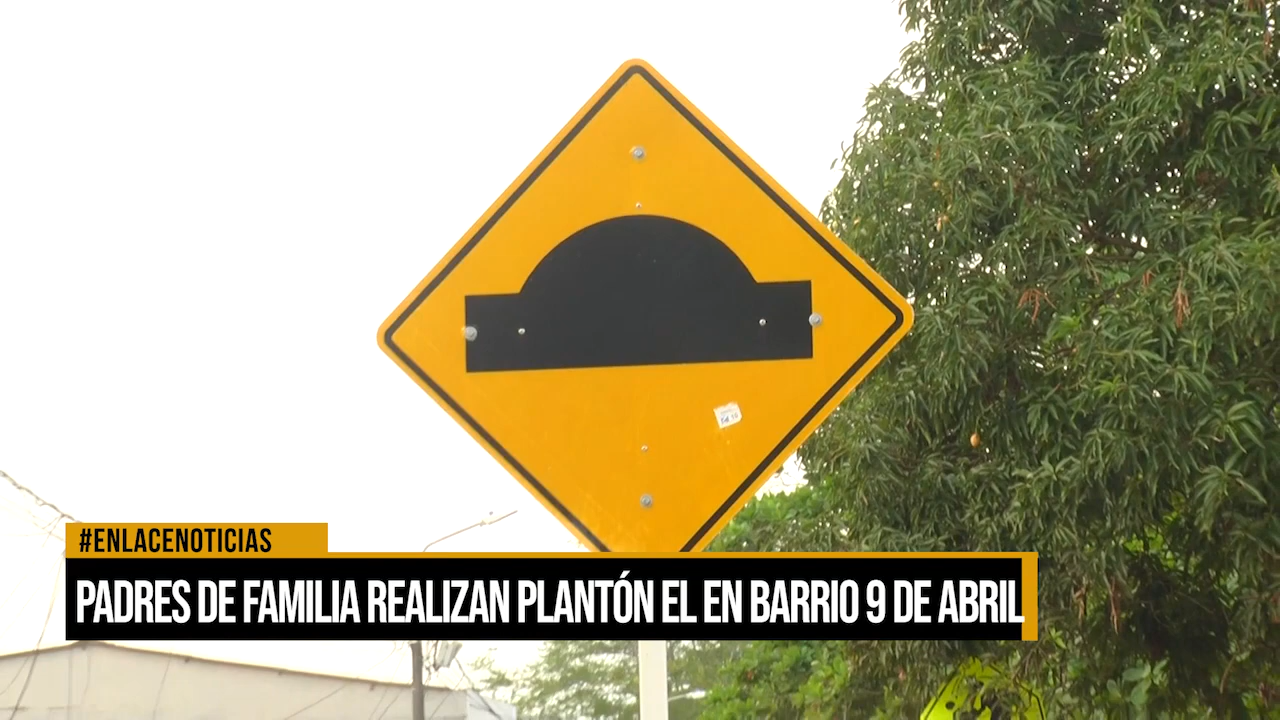 #ENLACENOTICIAS
PADRES DE FAMILIA REALIZAN PLANTÓN EL EN BARRIO 9 DE ABRIL